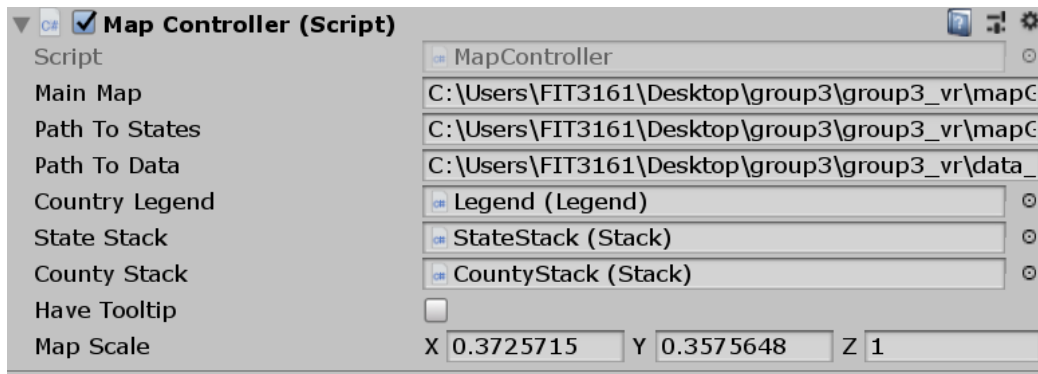 Map Controller (Script)
Script MapController
Main Map C:\Users\FIT3161\Desktop\group3\group3_vr\mapG
Path To States C:\Users\FIT3161\Desktop\group3\group3_vr\mapG
Path To Data C:\Users\FIT3161\Desktop\group3\group3_vr\data_
Country Legend Legend (Legend)
State Stack StateStack (Stack)
County Stack CountyStack (Stack)
Have Tooltip
Map Scale X 0.3725715 Y 0.3575648 Z 1